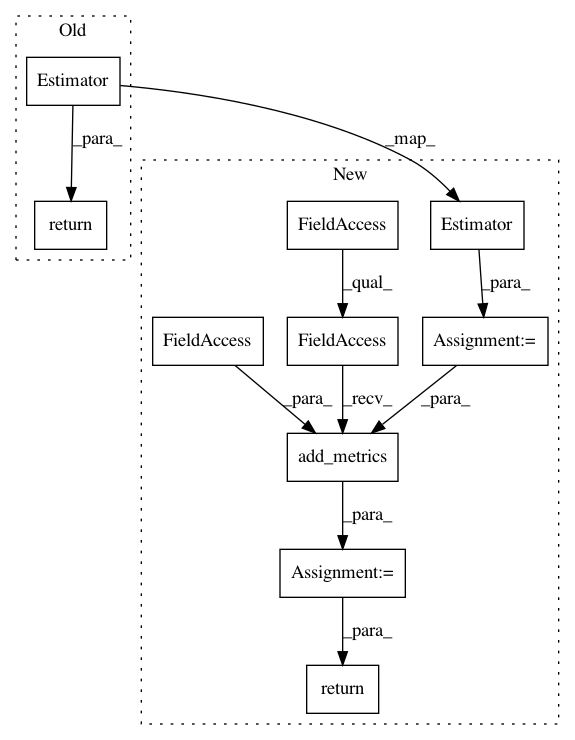 Old
Estimator
_para_
_map_
return
New
FieldAccess
Estimator
_qual_
_para_
FieldAccess
FieldAccess
Assignment:=
_para_
_recv_
_para_
add_metrics
_para_
Assignment:=
_para_
return